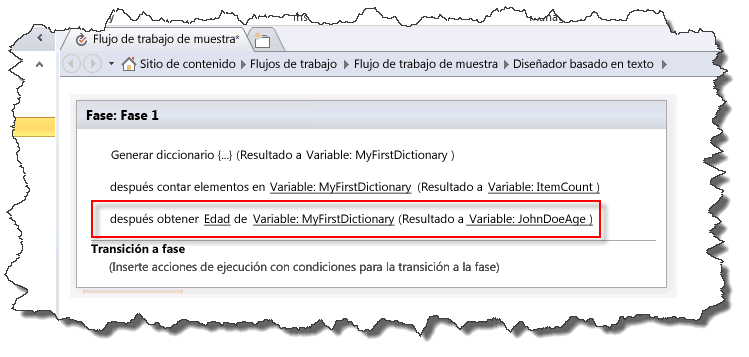 Flujo de trabajo de muestra*
Sitio de contenido Flujos de trabajo Flujo de trabajo de muestra Diseñador basado en texto
Fase: Fase 1
Generar diccionario {...} (Resultado a Variable: MyFirstDictionary )
después contar elementos en Variable: MyFirstDictionary (Resultado a Variable: ItemCount )
después obtener Edad de Variable: MyFirstDictionary (Resultado a Variable: JohnDoeAge )
Transición a fase
(Inserte acciones de ejecución con condiciones para la transición a la fase)